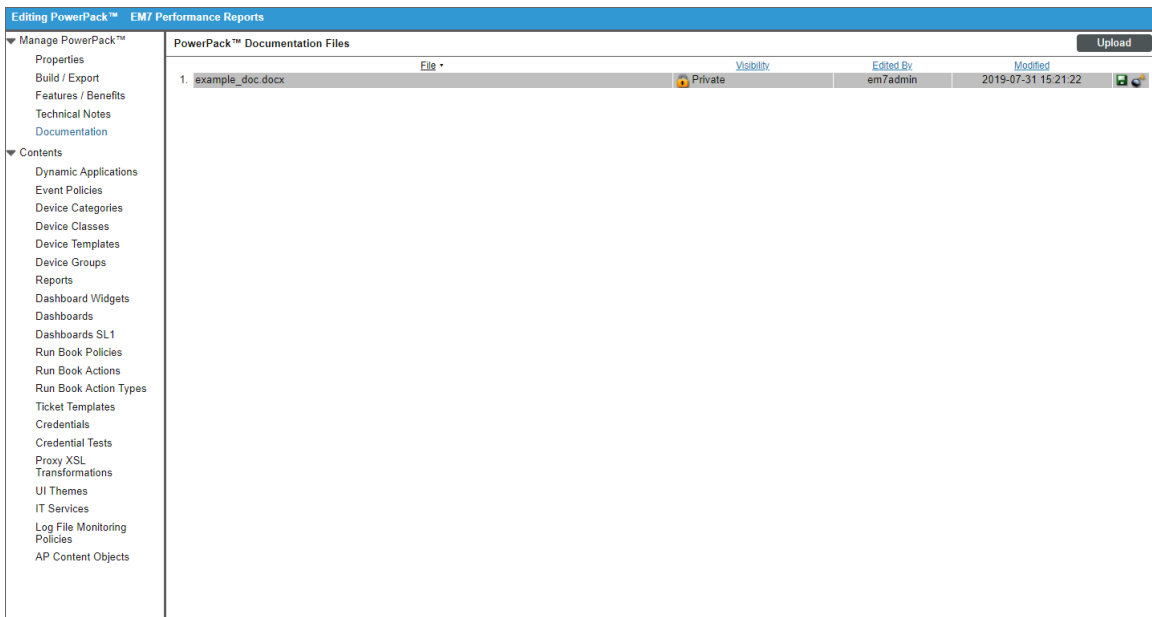 Editing PowerPack™ EM7 Performance Reports
Manage PowerPack™
Properties
Build / Export
Features / Benefits
Technical Notes
Documentation
Contents
Dynamic Applications
Event Policies
Device Categories
Device Classes
Device Templates
Device Groups
Reports
Dashboard Widgets
Dashboards
Dashboards SL1
Run Book Policies
Run Book Actions
Run Book Action Types
Ticket Templates
Credentials
Credential Tests
Proxy XSL
Transformations
UI Themes
IT Services
Log File Monitoring
Policies
AP Content Objects
PowerPack™ Documentation Files Upload
File Visibility Edited By Modified
1. example_doc.docx Private em7admin 2019-07-31 15:21:22